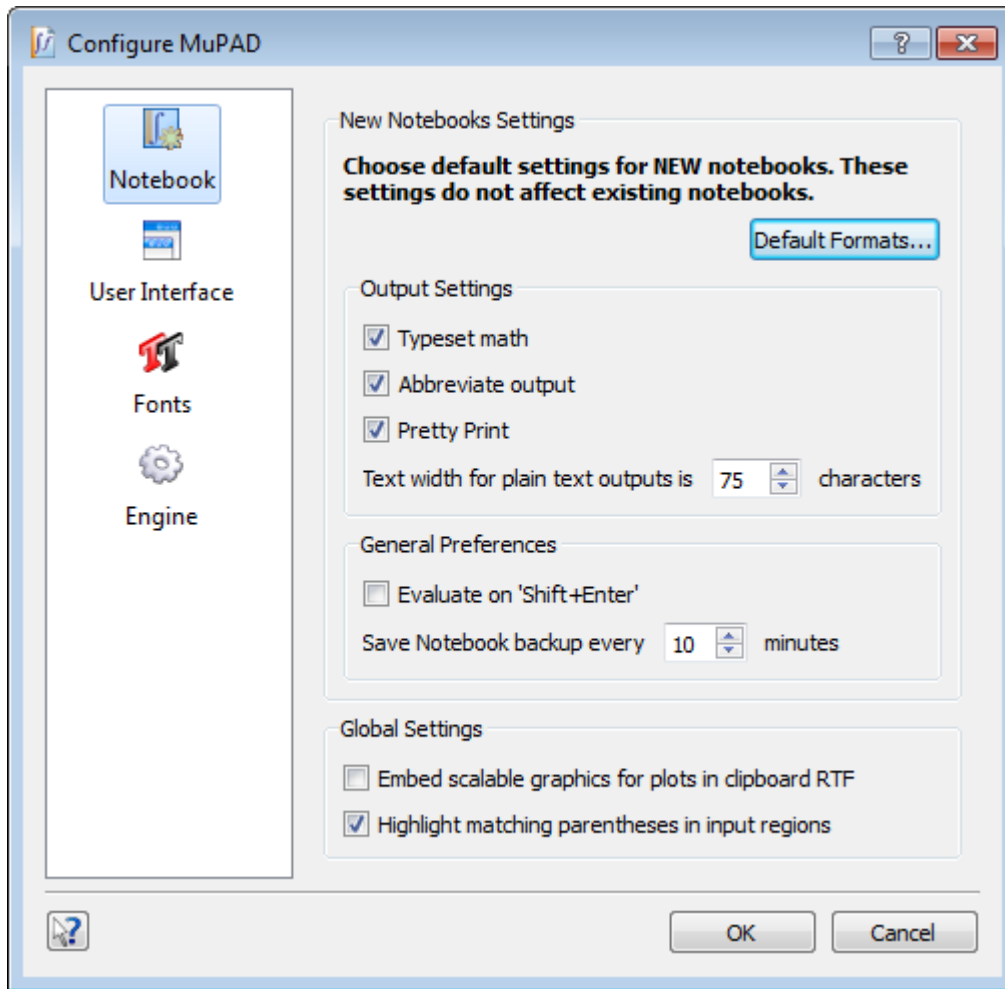 Configure MuPAD
Notebook
User Interface
Fonts
Engine
New Notebooks Settings
Choose default settings for NEW notebooks. These
settings do not affect existing notebooks.
Default Formats...
Output Settings
Typeset math
Abbreviate output
Pretty Print
Text width for plain text outputs is 75 characters
General Preferences
Evaluate on 'Shift+Enter'
Save Notebook backup every 10 minutes
Global Settings
Embed scalable graphics for plots in clipboard RTF
Highlight matching parentheses in input regions
OK Cancel